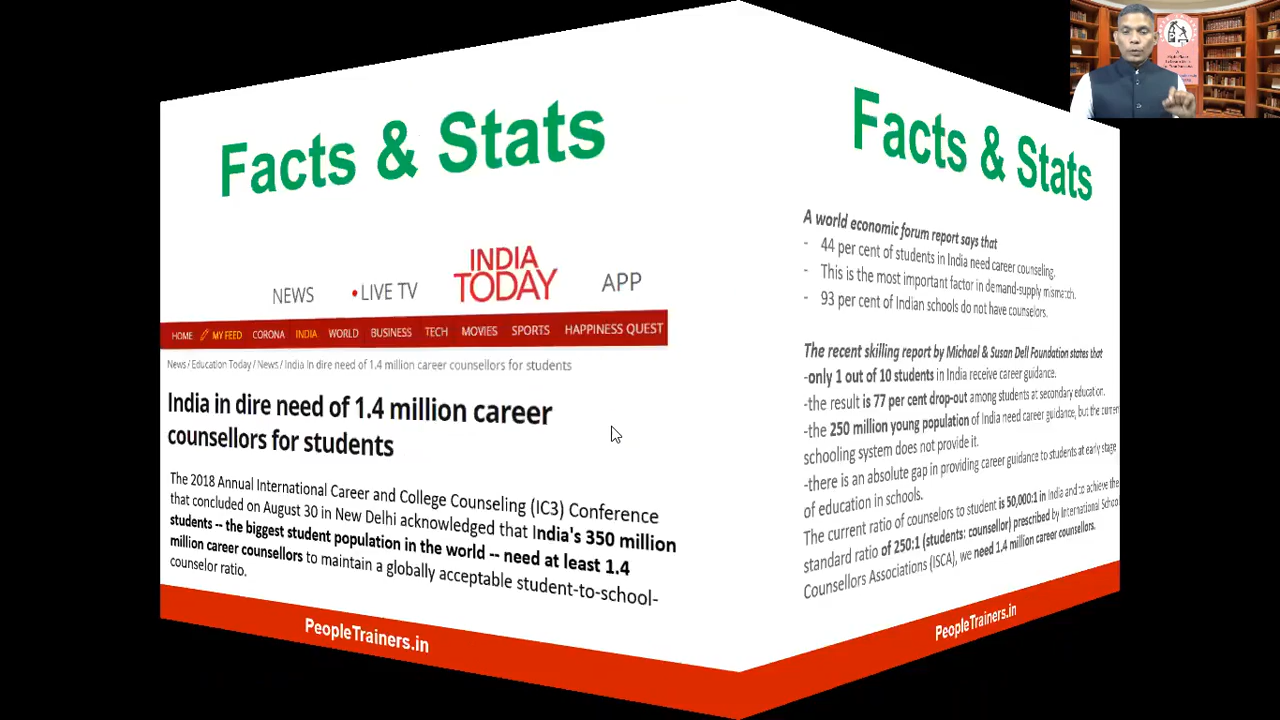 Facts & Stats
INDIA
TODAY
NEWS
LIVE TV
APP
HOME MY FEED CORONA INDIA WORLD BUSINESS TECH MOVIES SPORTS HAPPINESS QUEST
News / Education Today / News / India in dire need of 1.4 million career counsellors for students
India in dire need of 1.4 million career
counsellors for students
The 2018 Annual International Career and College Counseling (IC3) Conference
that concluded on August 30 in New Delhi acknowledged that India's 350 million
students -- the biggest student population in the world -- need at least 1.4
million career counsellors to maintain a globally acceptable student-to-school-
counselor ratio.
PeopleTrainers.in
Facts & Stats
A world economic forum report says that
- 44 per cent of students in India need career counseling.
- This is the most important factor in demand-supply mismatch.
- 93 per cent of Indian schools do not have counselors.
The recent skilling report by Michael & Susan Dell Foundation states that
-only 1 out of 10 students in India receive career guidance.
-the result is 77 per cent drop-out among students at secondary education.
-the 250 million young population of India need career guidance, but the current
schooling system does not provide it.
-there is an absolute gap in providing career guidance to students at early stage
of education in schools.
The current ratio of counselors to student is 50,000:1 in India and to achieve the
standard ratio of 250:1 (students: counsellor) prescribed by International School
Counsellors Associations (ISCA), we need 1.4 million career counsellors.
PeopleTrainers.in